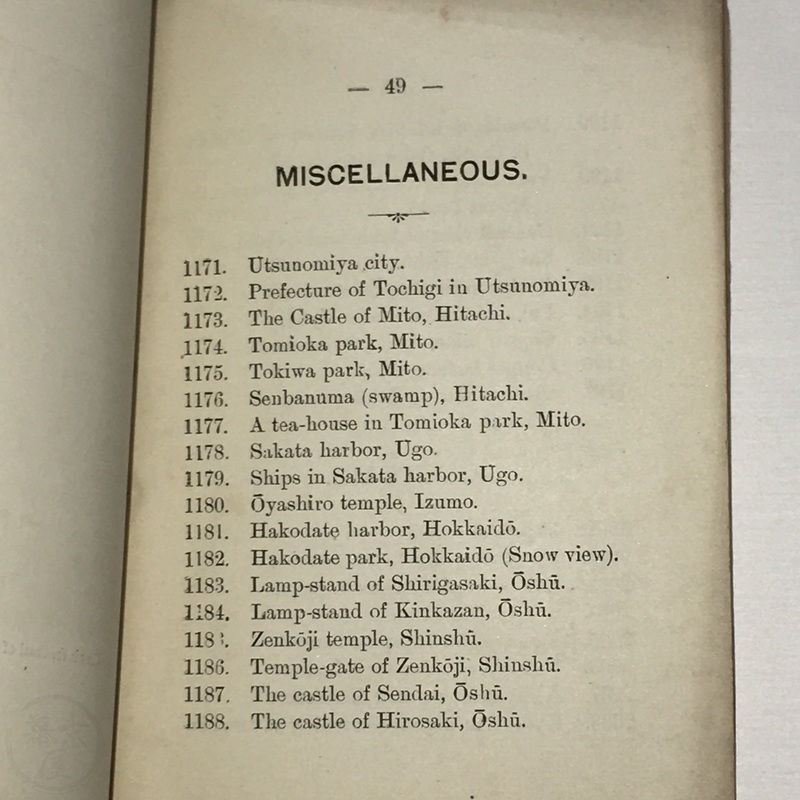 — 49 —
MISCELLANEOUS.
1171. Utsunomiya city.
1172. Prefecture of Tochigi in Utsunomiya.
1173. The Castle of Mito, Hitachi.
1174. Tomioka park, Mito.
1175. Tokiwa park, Mito.
1176. Senbanuma (swamp), Hitachi.
1177. A tea-house in Tomioka park, Mito.
1178. Sakata harbor, Ugo.
1179. Ships in Sakata harbor, Ugo.
1180. Ōyashiro temple, Izumo.
1181. Hakodate harbor, Hokkaidō.
1182. Hakodate park, Hokkaidō (Snow view).
1183. Lamp-stand of Shirigasaki, Ōshū.
1184. Lamp-stand of Kinkazan, Ōshū.
1185. Zenkōji temple, Shinshū.
1186. Temple-gate of Zenkōji, Shinshū.
1187. The castle of Sendai, Ōshū.
1188. The castle of Hirosaki, Ōshū.